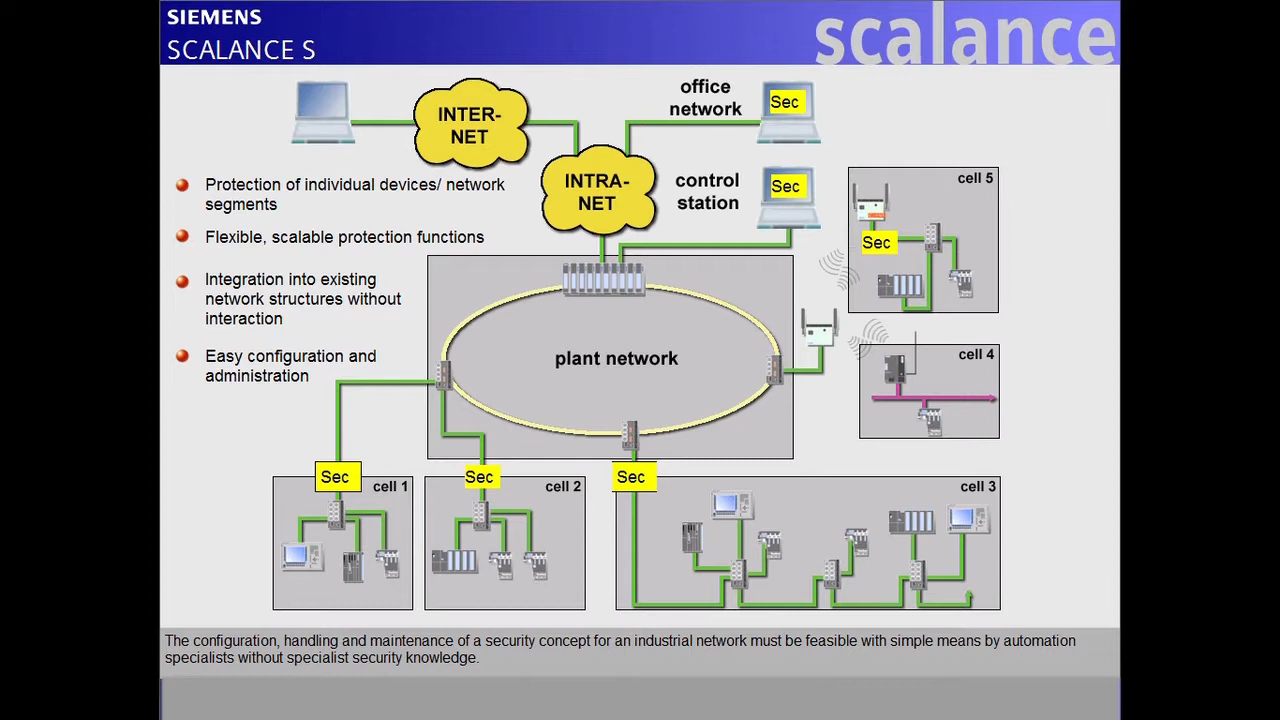 SIEMENS
SCALANCE S
scalance
INTER-
NET
office
network
Sec
INTRA-
NET
control
station
Sec
Protection of individual devices/ network
segments
Flexible, scalable protection functions
Integration into existing
network structures without
interaction
Easy configuration and
administration
plant network
cell 5
Sec
cell 4
Sec
cell 1
Sec
cell 2
Sec
cell 3
The configuration, handling and maintenance of a security concept for an industrial network must be feasible with simple means by automation
specialists without specialist security knowledge.